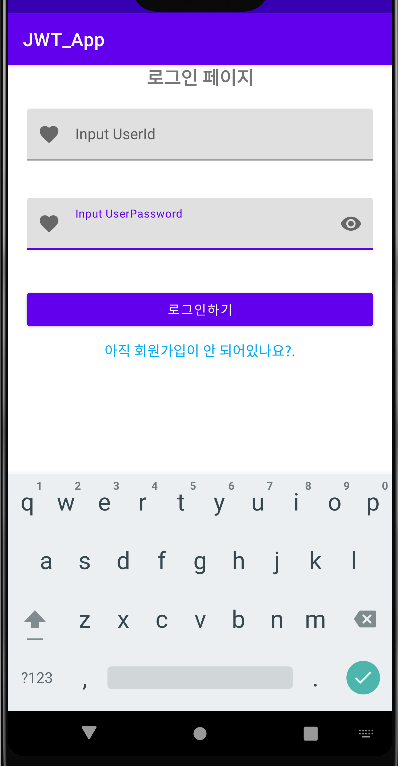 JWT_App
로그인 페이지
Input UserId
Input UserPassword
로그인하기
아직 회원가입이 안 되어있나요?.
1 2 3 4 5 6 7 8 9 0
q w e r t y u i o p
a s d f g h j k l
z x c v b n m
?123 , .